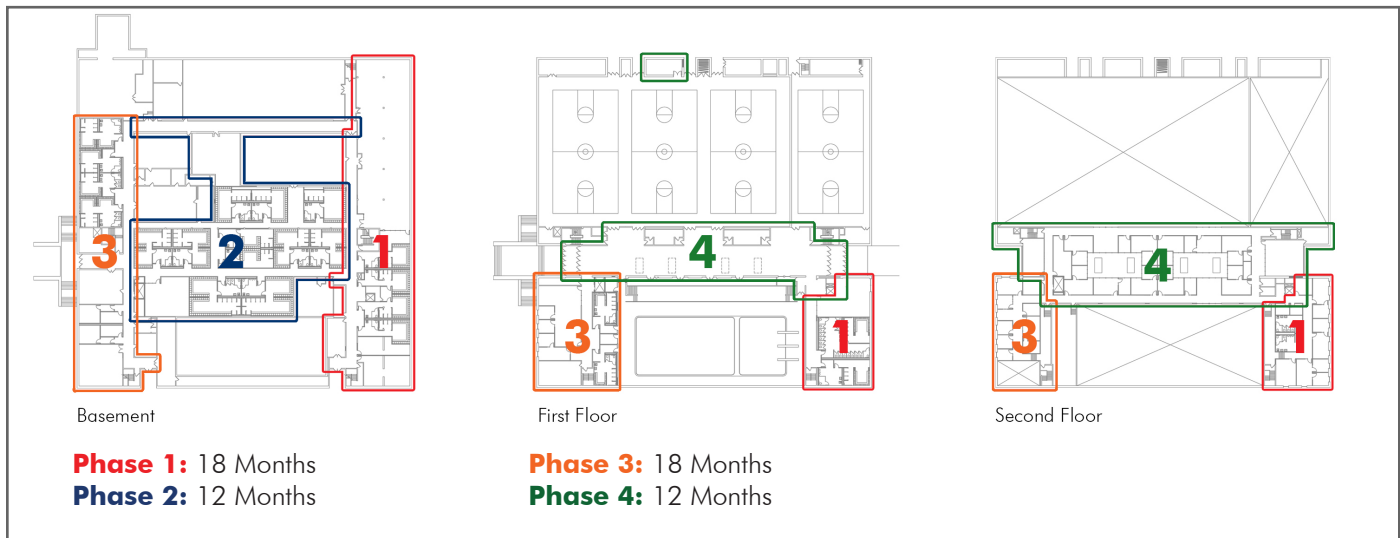 3
2
1
4
3
1
4
3
1
Basement
First Floor
Second Floor
Phase 1: 18 Months
Phase 2: 12 Months
Phase 3: 18 Months
Phase 4: 12 Months